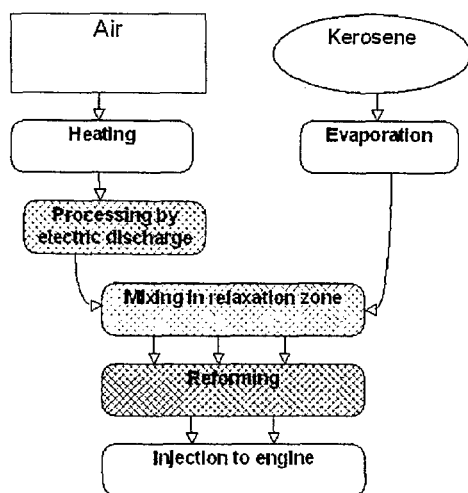 Air
Kerosene
Heating
Evaporation
Processing by
electric discharge
Mixing in relaxation zone
Reforming
Injection to engine